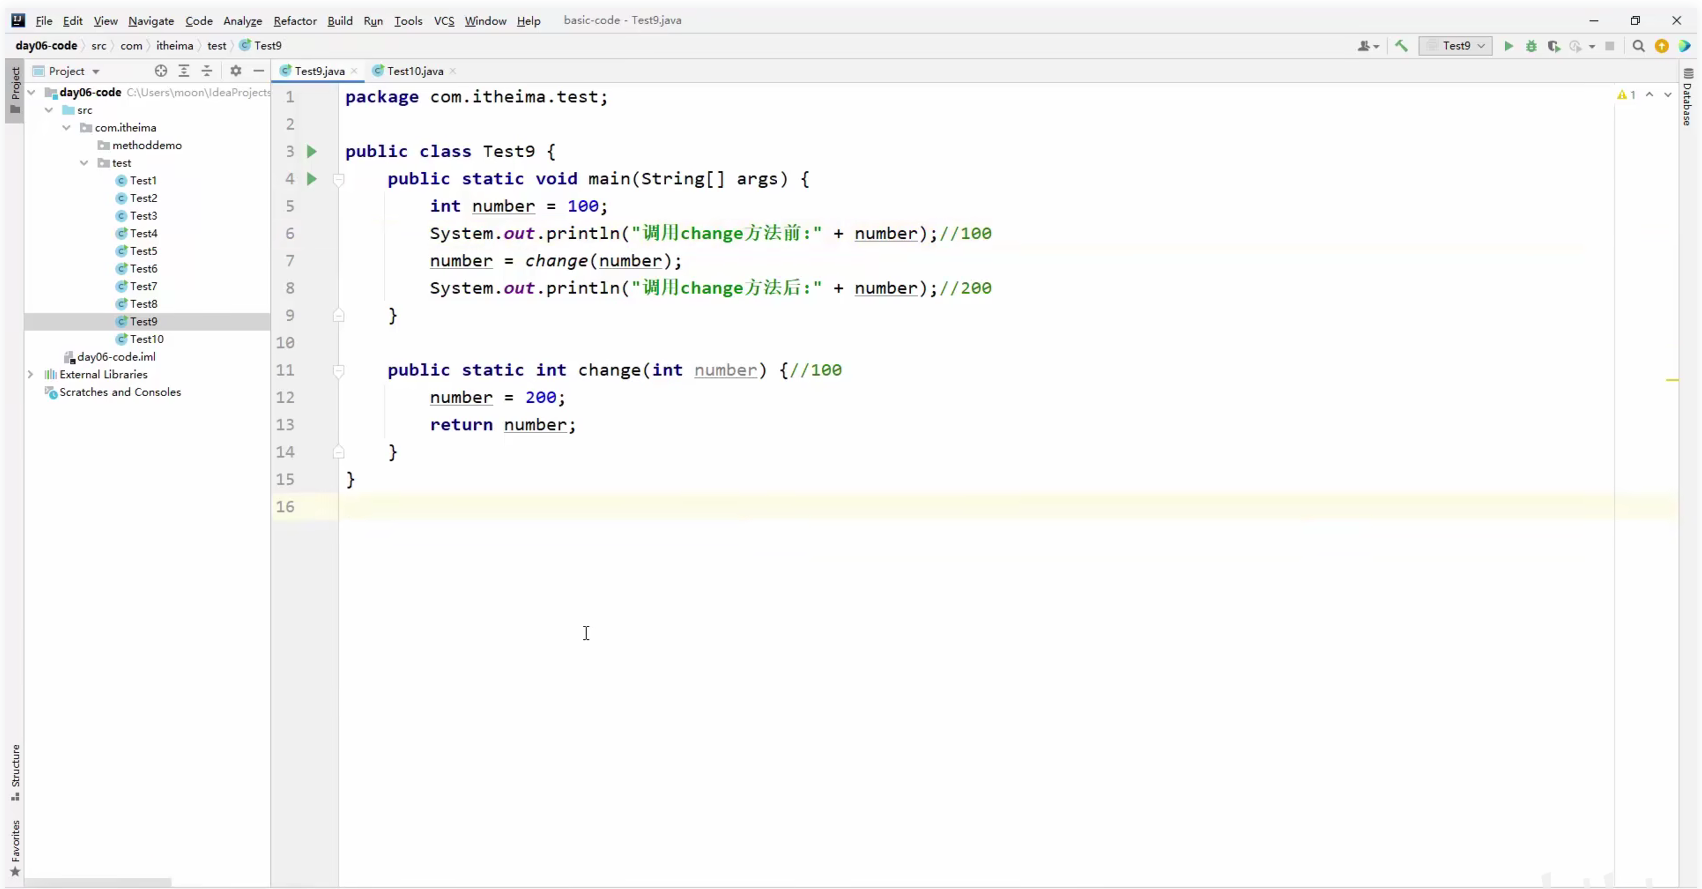 File Edit View Navigate Code Analyze Refactor Build Run Tools VCS Window Help basic-code - Test9.java
day06-code src com itheima test Test9
Test9
Project
Test9.java
Test10.java
Project
day06-code C:\Users\moon\IdeaProjects
src
com.itheima
methoddemo
test
Test1
Test2
Test3
Test4
Test5
Test6
Test7
Test8
Test9
Test10
day06-code.iml
External Libraries
Scratches and Consoles
Structure
Favorites
1 package com.itheima.test;
2
3 public class Test9 {
4 public static void main(String[] args) {
5 int number = 100;
6 System.out.println("调用change方法前:" + number);//100
7 number = change(number);
8 System.out.println("调用change方法后:" + number);//200
9 }
10
11 public static int change(int number) {//100
12 number = 200;
13 return number;
14 }
15 }
16
1
Database